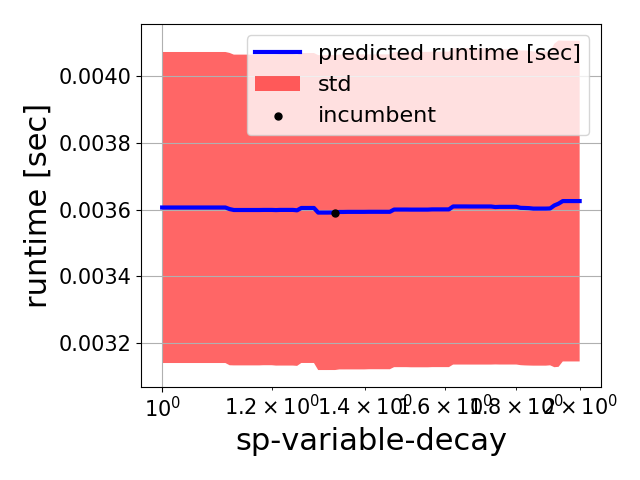 predicted runtime [sec]
std
incumbent
0.0040
0.0038
0.0036
0.0034
0.0032
runtime [sec]
10⁰ 1.2 × 10⁰ 1.4 × 10⁰ 1.6 × 10⁰ 1.8 × 10⁰ 2 × 10⁰
sp-variable-decay